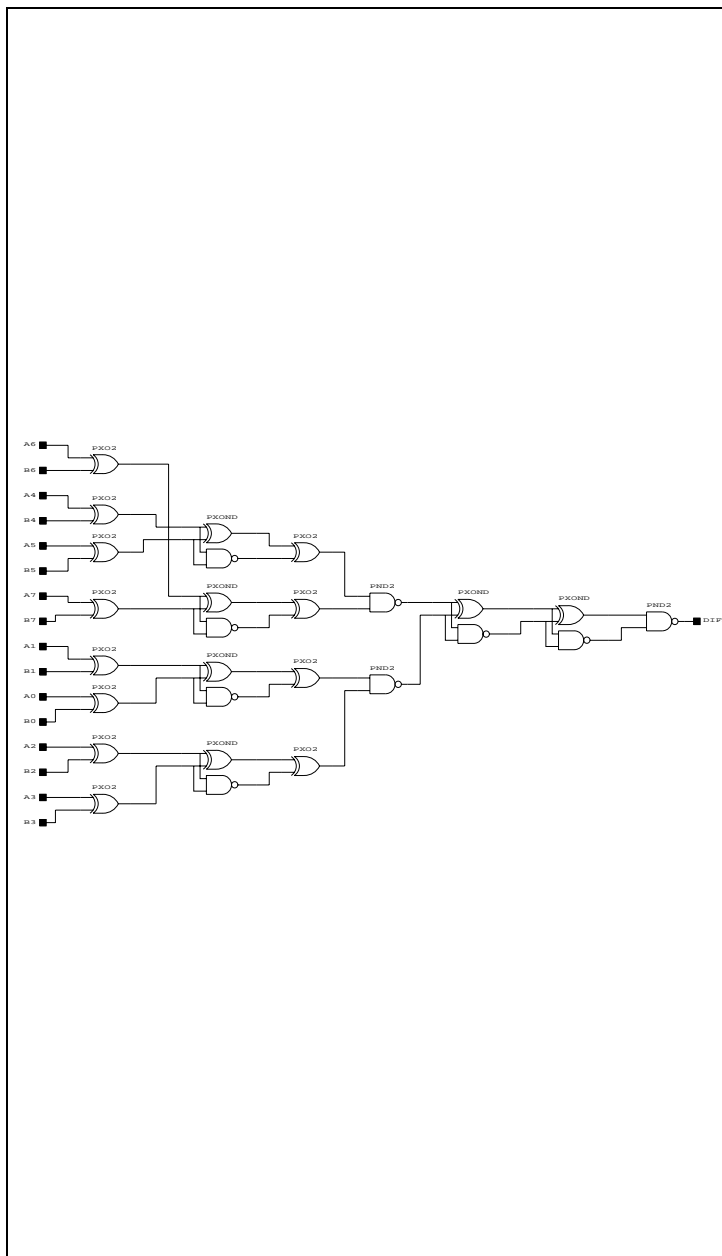 A6
PXO2
B6
A4
PXO2
B4
PXOND
A5
PXO2
PXO2
B5
PND2
A7
PXO2
PXOND
PXO2
PXOND
PXOND
PND2
B7
DIF
A1
PXO2
B1
PXOND
PXO2
PND2
A0
PXO2
B0
A2
PXO2
PXOND
PXO2
B2
A3
PXO2
B3